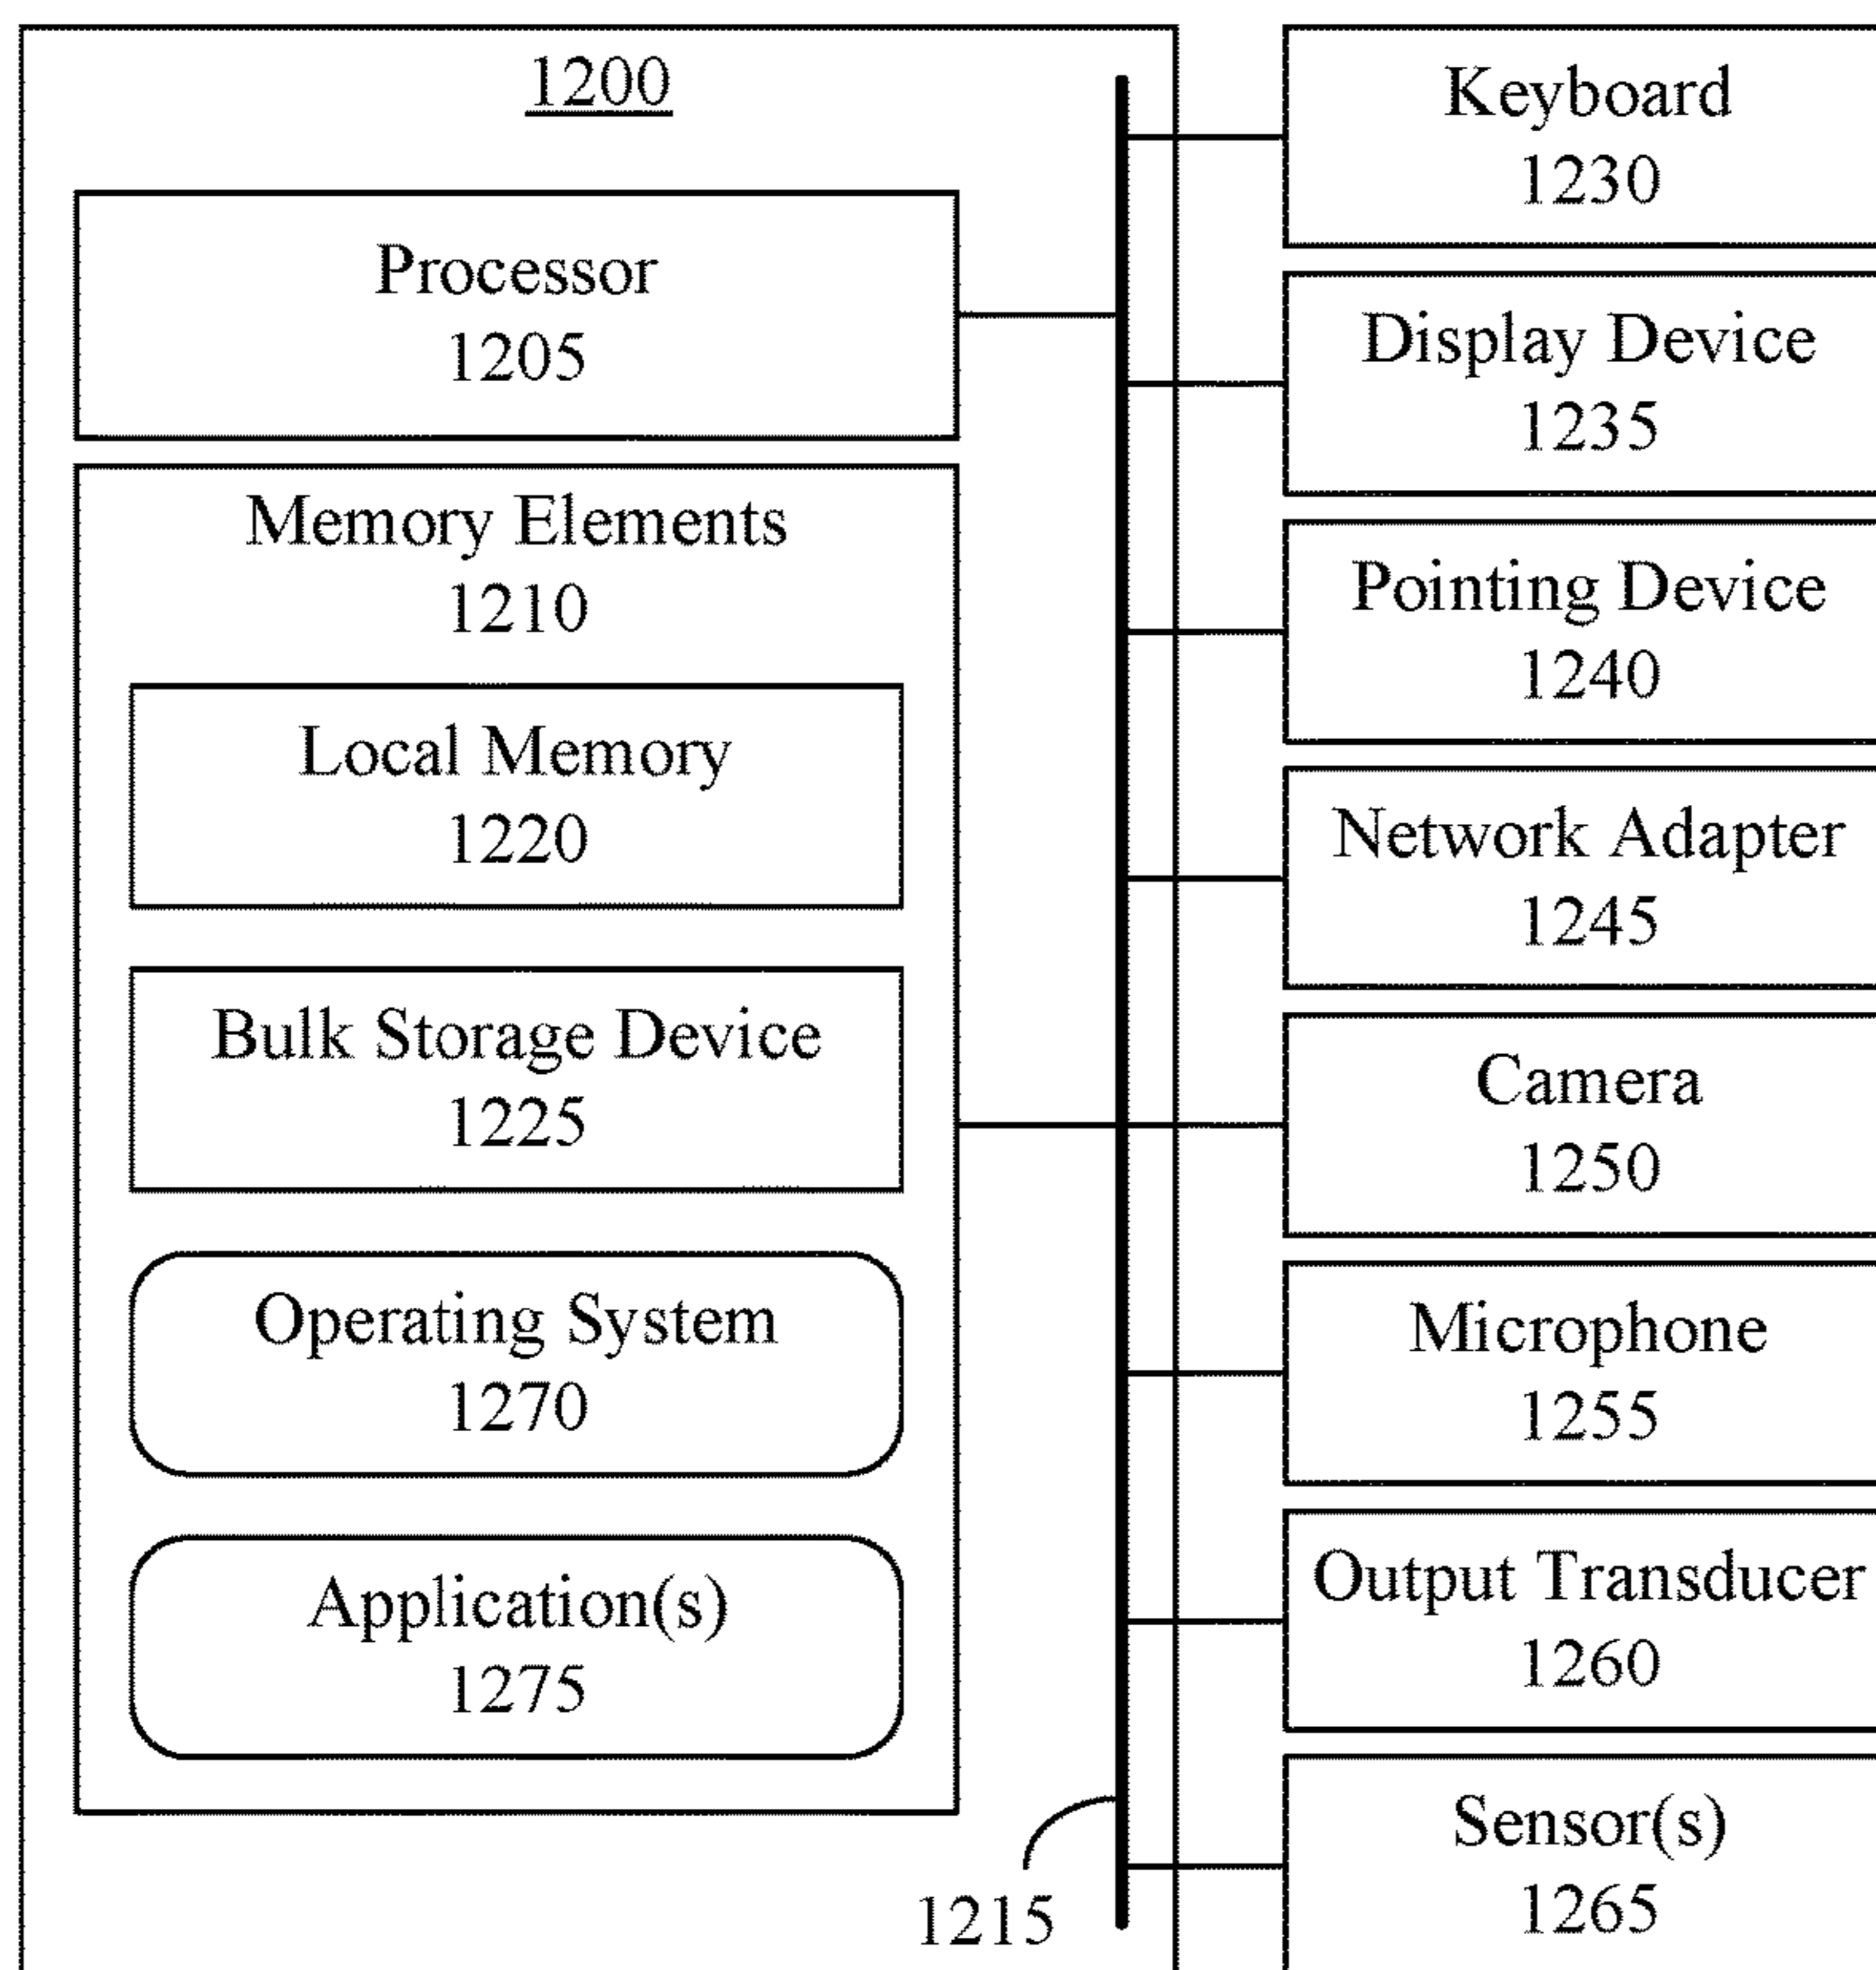 1200
Processor
1205
Memory Elements
1210
Local Memory
1220
Bulk Storage Device
1225
Operating System
1270
Application(s)
1275
1215
Keyboard
1230
Display Device
1235
Pointing Device
1240
Network Adapter
1245
Camera
1250
Microphone
1255
Output Transducer
1260
Sensor(s)
1265